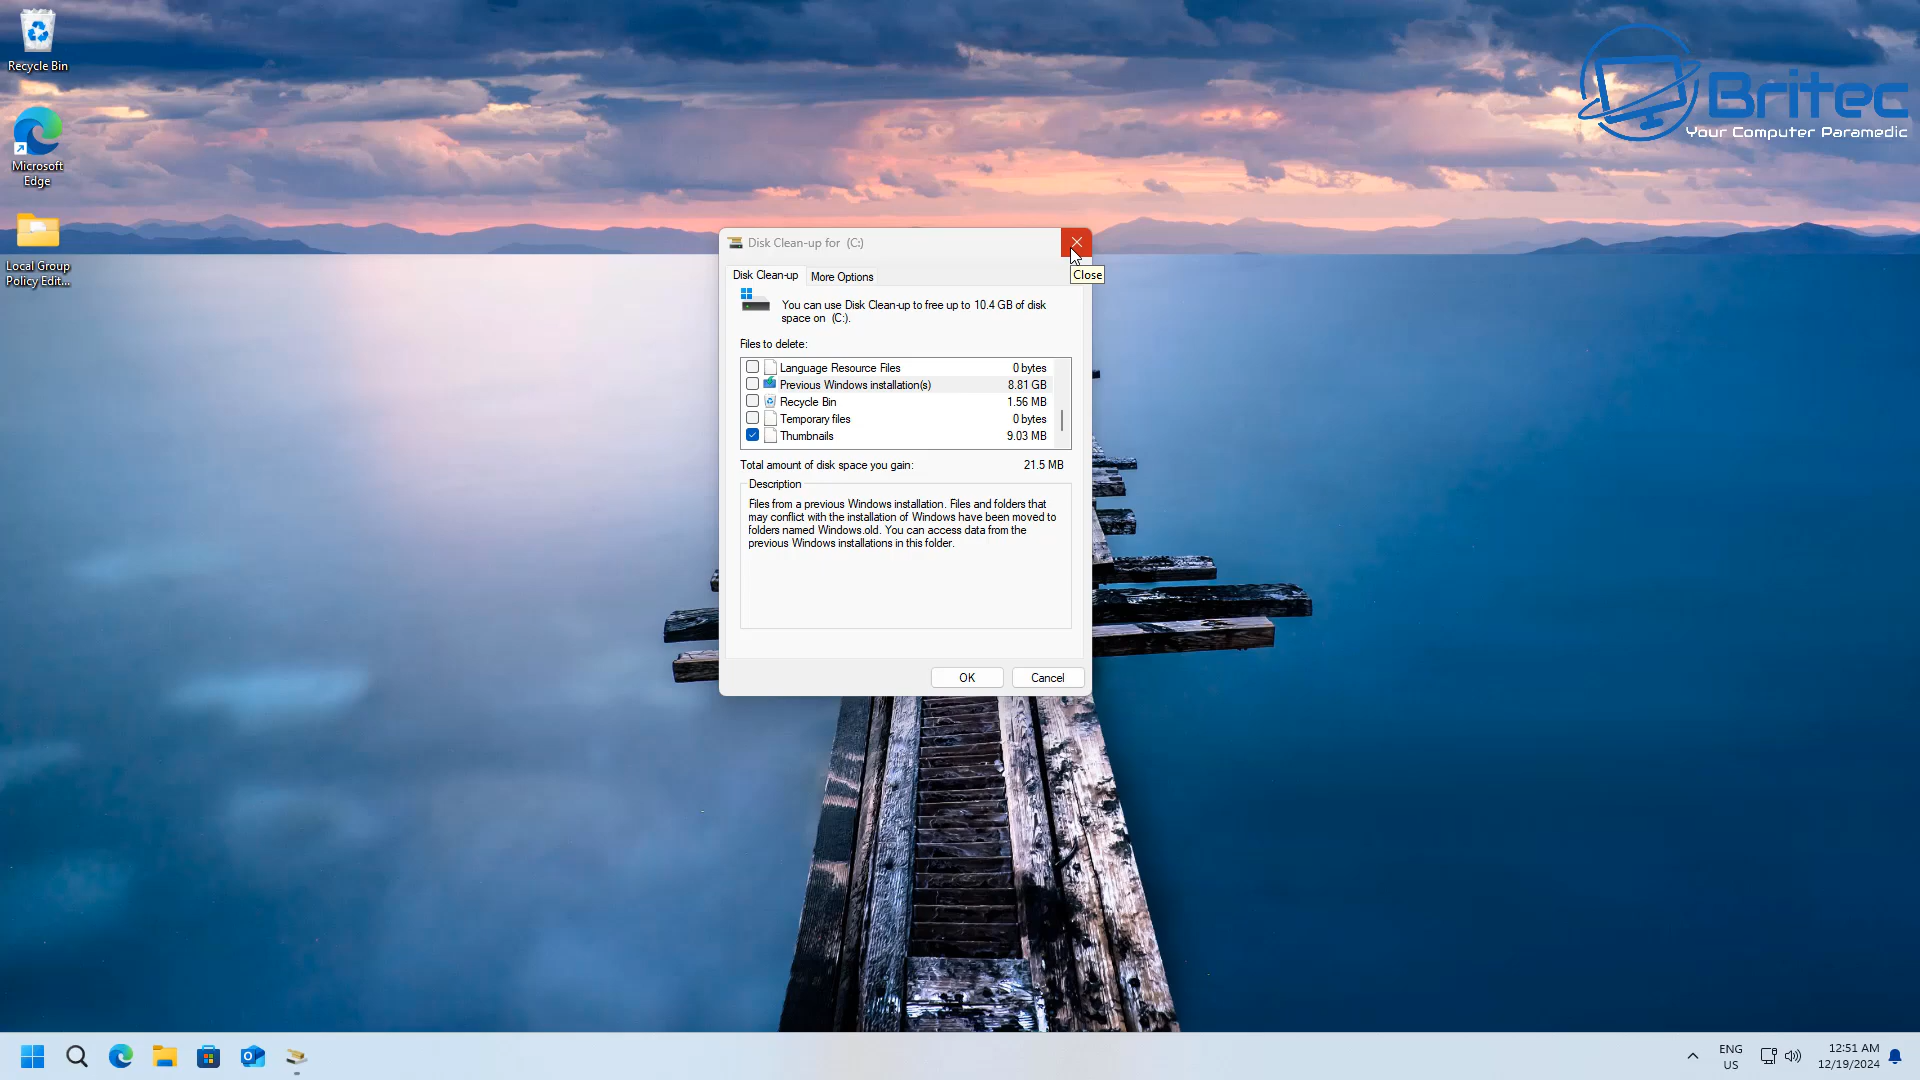 Recycle Bin
Microsoft
Edge
Local Group
Policy Edit...
Britec
Your Computer Paramedic
Disk Clean-up for (C:)
Close
Disk Clean-up
More Options
You can use Disk Clean-up to free up to 10.4 GB of disk
space on (C:).
Files to delete:
Language Resource Files 0 bytes
Previous Windows installation(s) 8.81 GB
Recycle Bin 1.56 MB
Temporary files 0 bytes
Thumbnails 9.03 MB
Total amount of disk space you gain: 21.5 MB
Description
Files from a previous Windows installation. Files and folders that
may conflict with the installation of Windows have been moved to
folders named Windows.old. You can access data from the
previous Windows installations in this folder.
OK
Cancel
ENG
US
12:51 AM
12/19/2024